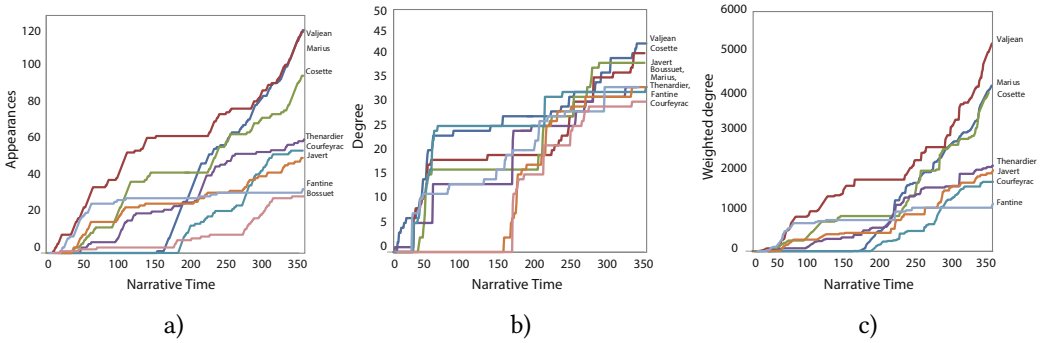 120
100
80
60
40
20
0
Appearances
0 50 100 150 200 250 300 350
Narrative Time
Valjean
Marius
Cosette
Thenardier
Courfeyrac
Javert
Fantine
Bossuet
a)
50
45
40
35
30
25
20
15
10
5
0
Degree
0 50 100 150 200 250 300 350
Narrative Time
Valjean
Cosette
Javert
Boussuet,
Marius,
Thenardier,
Fantine
Courfeyrac
b)
6000
5000
4000
3000
2000
1000
0
Weighted degree
0 50 100 150 200 250 300 350
Narrative Time
Valjean
Marius
Cosette
Thenardier
Javert
Courfeyrac
Fantine
c)